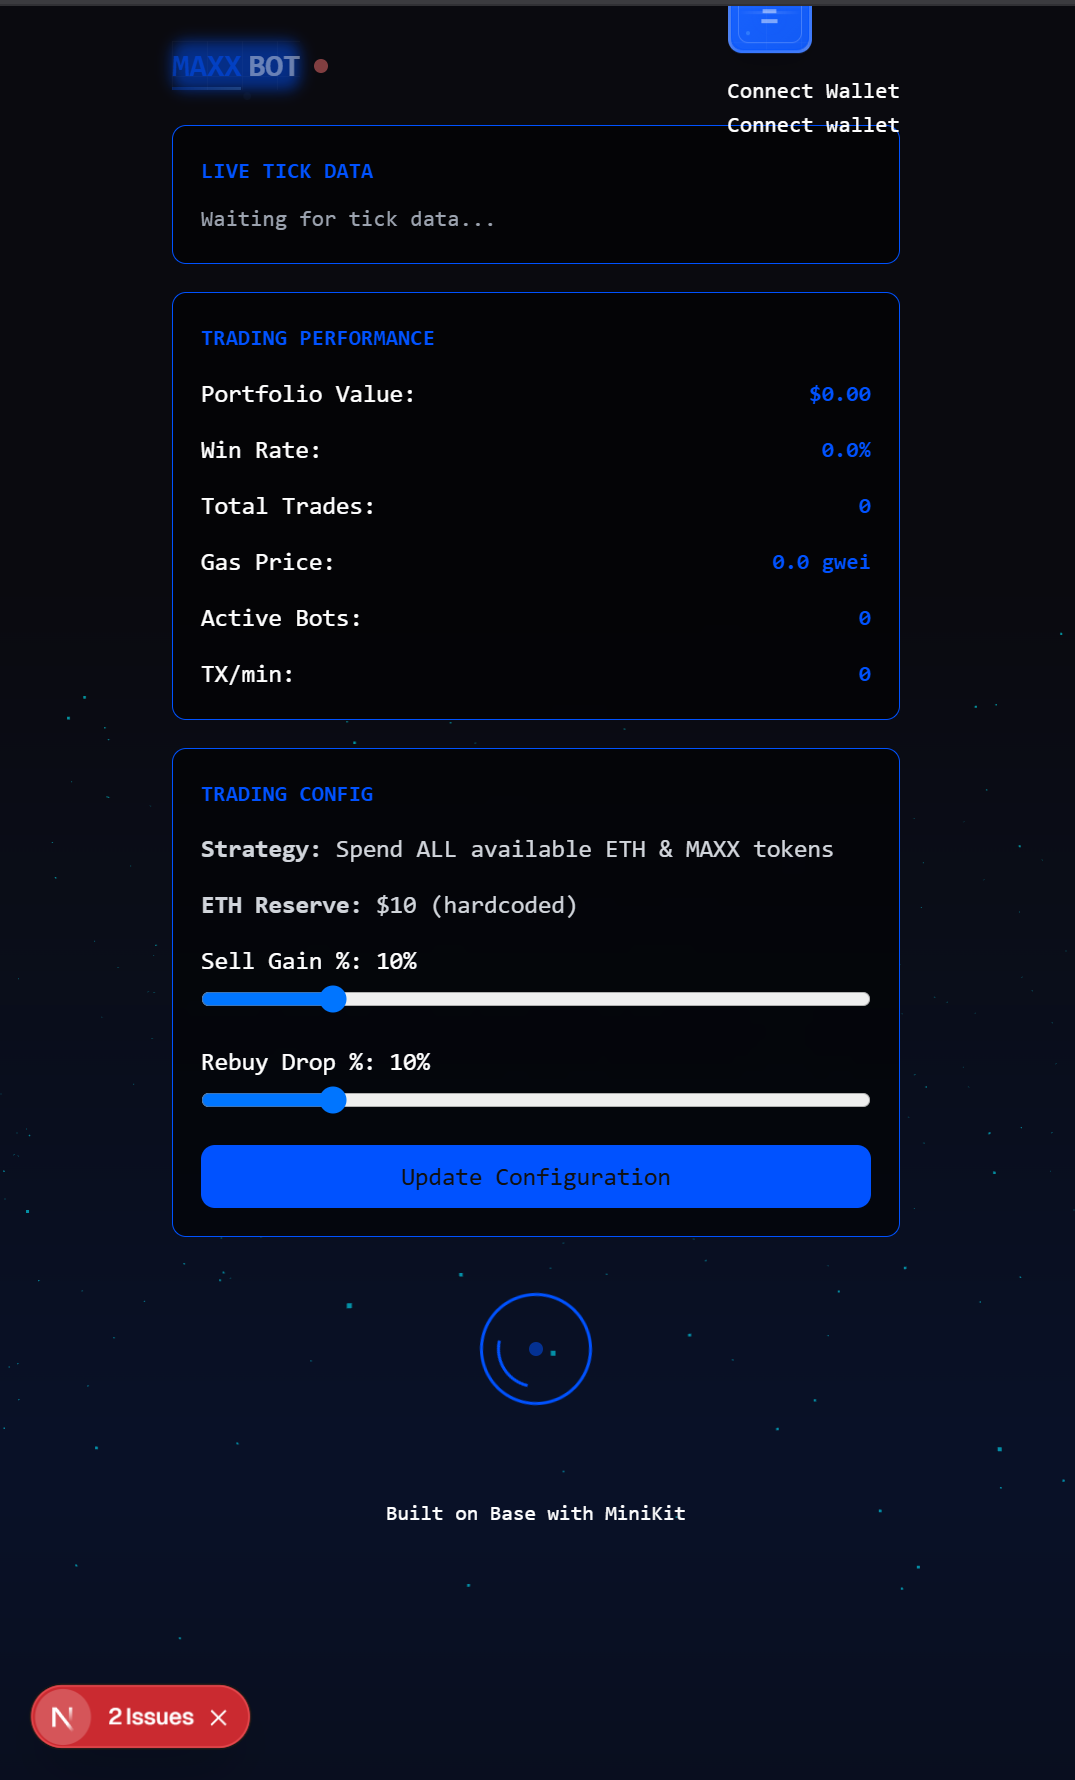 MAXX BOT
Connect Wallet
Connect wallet
LIVE TICK DATA
Waiting for tick data...
TRADING PERFORMANCE
Portfolio Value: $0.00
Win Rate: 0.0%
Total Trades: 0
Gas Price: 0.0 gwei
Active Bots: 0
TX/min: 0
TRADING CONFIG
Strategy: Spend ALL available ETH & MAXX tokens
ETH Reserve: $10 (hardcoded)
Sell Gain %: 10%
Rebuy Drop %: 10%
Update Configuration
Built on Base with MiniKit
N 2 Issues